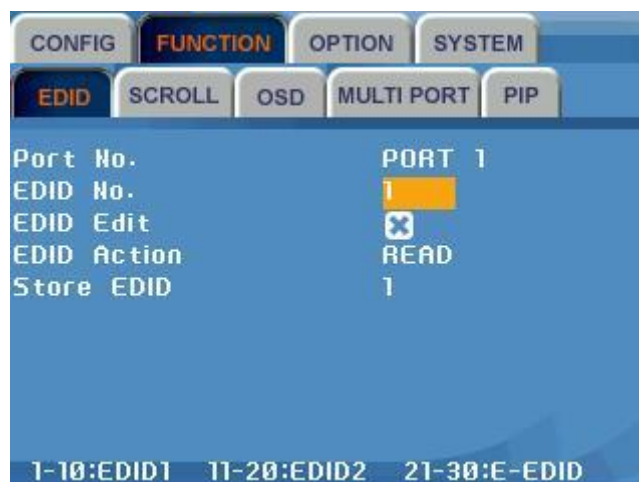 CONFIG FUNCTION OPTION SYSTEM
EDID SCROLL OSD MULTI PORT PIP
Port No. PORT 1
EDID No. 1
EDID Edit
EDID Action READ
Store EDID 1
1-10:EDID1 11-20:EDID2 21-30:E-EDID